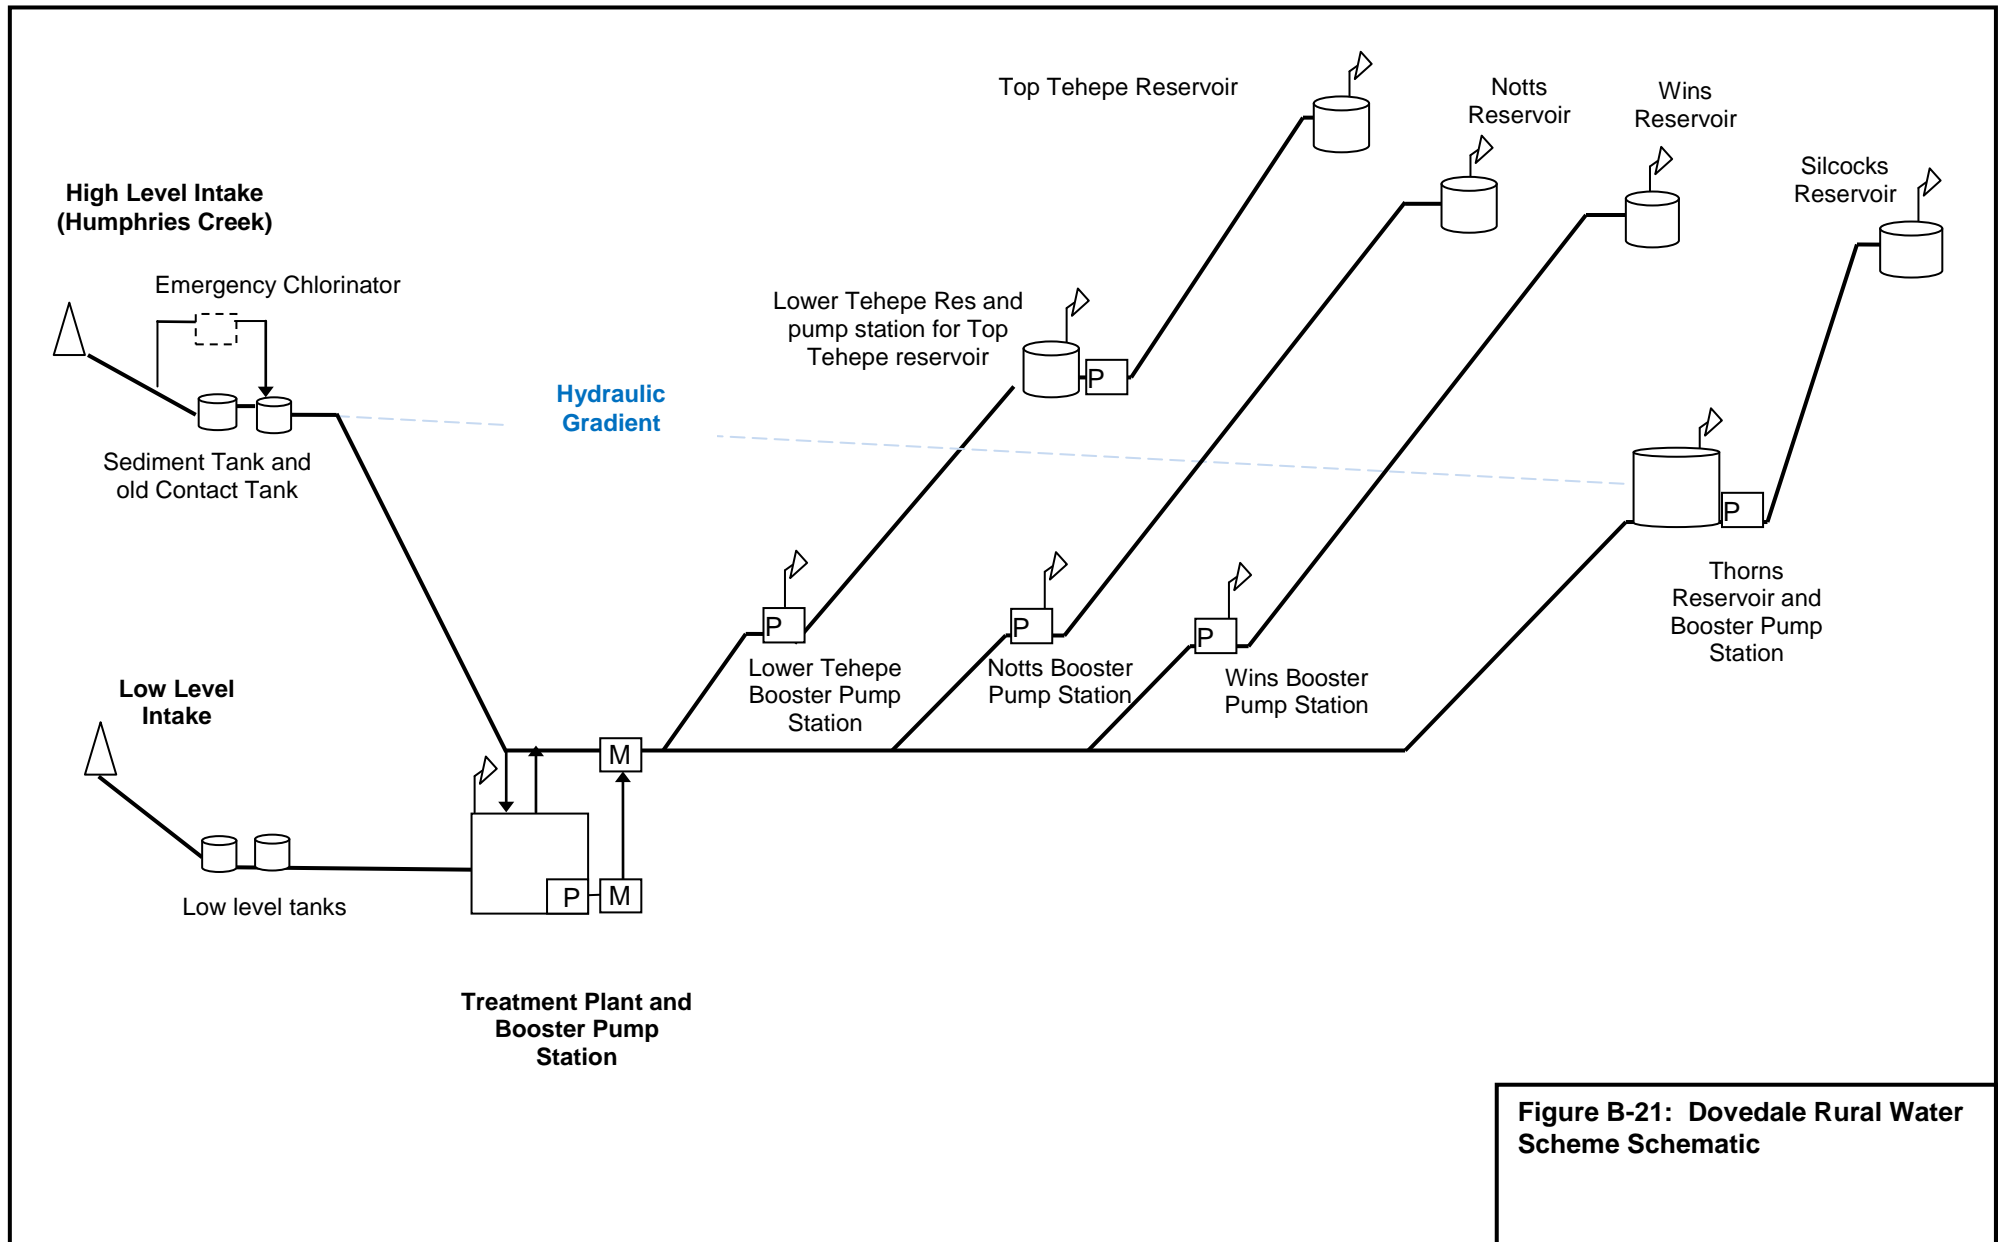 Top Tehepe Reservoir
Notts
Reservoir
Wins
Reservoir
Silcocks
Reservoir
High Level Intake
(Humphries Creek)
Emergency Chlorinator
Lower Tehepe Res and
pump station for Top
Tehepe reservoir
P
Hydraulic
Gradient
Sediment Tank and
old Contact Tank
P
Thorns
Reservoir and
Booster Pump
Station
P
Lower Tehepe
Booster Pump
Station
P
Notts Booster
Pump Station
P
Wins Booster
Pump Station
Low Level
Intake
M
P
M
Low level tanks
Treatment Plant and
Booster Pump
Station
Figure B-21: Dovedale Rural Water
Scheme Schematic